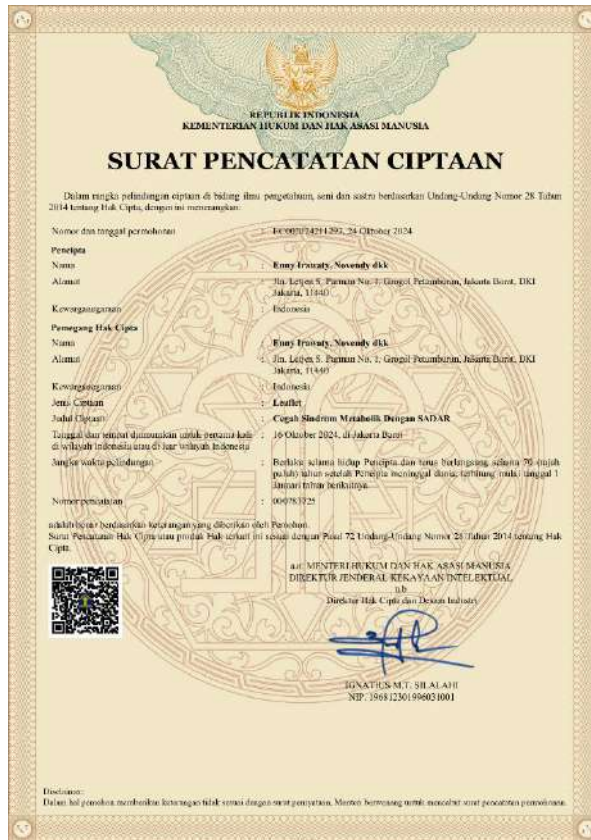 REPUBLIK INDONESIA
KEMENTERIAN HUKUM DAN HAK ASASI MANUSIA
SURAT PENCATATAN CIPTAAN
Dalam rangka pelindungan ciptaan di bidang ilmu pengetahuan, seni dan sastra berdasarkan Undang-Undang Nomor 28 Tahun
2014 tentang Hak Cipta, dengan ini menerangkan:
Nomor dan tanggal permohonan : 24 Oktober 2024
Pencipta
Nama : Enny Irawaty, Novendy dkk
Alamat : Jln. Letjen S. Parman No. 1, Grogol Petamburan, Jakarta Barat, DKI
Jakarta, 11440
Kewarganegaraan : Indonesia
Pemegang Hak Cipta
Nama : Enny Irawaty, Novendy dkk
Alamat : Jln. Letjen S. Parman No. 1, Grogol Petamburan, Jakarta Barat, DKI
Jakarta, 11440
Kewarganegaraan : Indonesia
Jenis Ciptaan : Leaflet
Judul Ciptaan : Cegah Sindrom Metabolik Dengan SADAR
Tanggal dan tempat diumumkan untuk pertama kali : 16 Oktober 2024, di Jakarta Barat
di wilayah Indonesia atau di luar wilayah Indonesia
Jangka waktu pelindungan : Berlaku selama hidup Pencipta dan terus berlangsung selama 70 (tujuh
puluh) tahun setelah Pencipta meninggal dunia, terhitung mulai tanggal 1
Januari tahun berikutnya.
Nomor pencatatan : 000783725
adalah benar berdasarkan keterangan yang diberikan oleh Pemohon.
Surat Pencatatan Hak Cipta atau produk Hak terkait ini sesuai dengan Pasal 72 Undang-Undang Nomor 28 Tahun 2014 tentang Hak
Cipta.
a.n. MENTERI HUKUM DAN HAK ASASI MANUSIA
DIREKTUR JENDERAL KEKAYAAN INTELEKTUAL
u.b
Direktur Hak Cipta dan Desain Industri
IGNATIUS M.T. SILALAHI
NIP. 196812301996031001
Disclaimer:
Dalam hal pemohon memberikan keterangan tidak sesuai dengan surat pernyataan, Menteri berwenang untuk mencabut surat pencatatan permohonan.